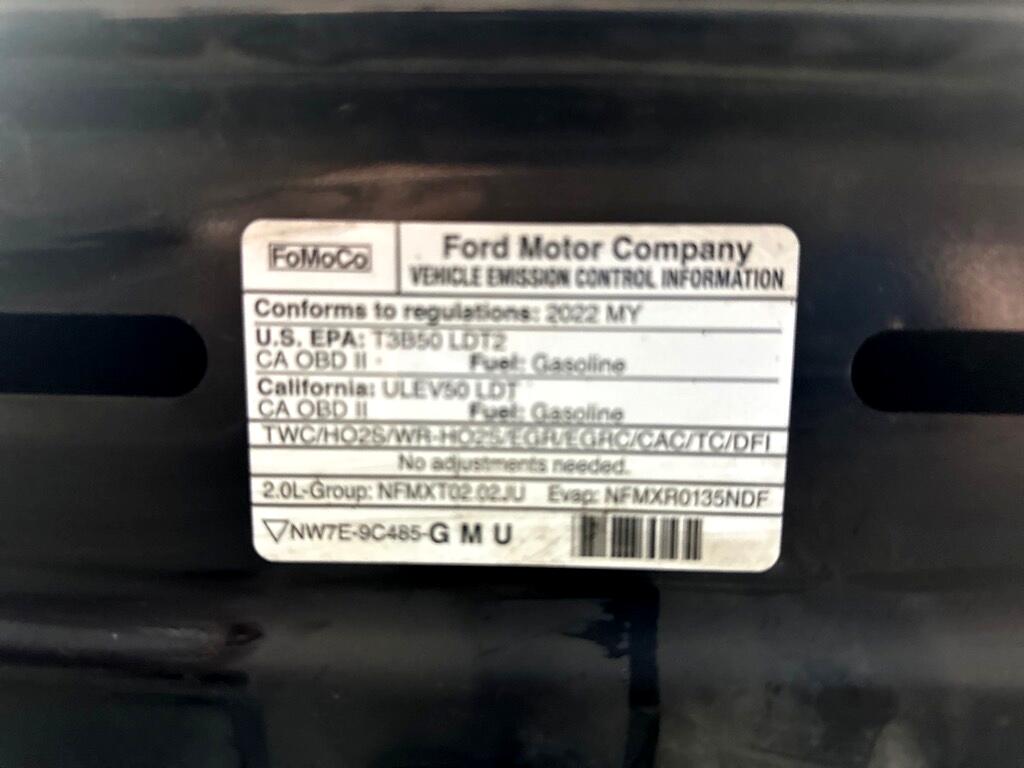 FoMoCo
Ford Motor Company
VEHICLE EMISSION CONTROL INFORMATION
Conforms to regulations: 2022 MY
U.S. EPA: T3B50 LDT2
CA OBD II Fuel: Gasoline
California: ULEV50 LDT
CA OBD II Fuel: Gasoline
TWC/HO2S/WR-HO2S/EGR/EGRC/CAC/TC/DFI
No adjustments needed.
2.0L-Group: NFMXT02.02JU Evap: NFMXR0135NDF
▽NW7E-9C485-G M U